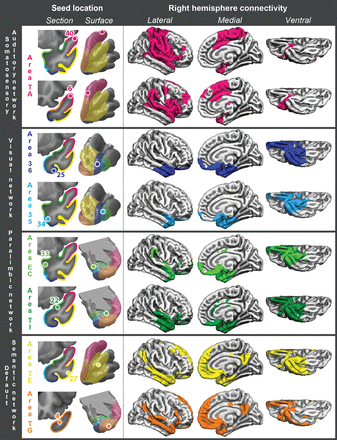 Seed location
Right hemisphere connectivity
Section
Surface
Lateral
Medial
Ventral
Auditory network
Somatosensory
Area TA
40
6
Visual network
Area 36
25
Area 35
34
Paralimbic network
Area EC
33
Area TI
22
Semantic network
Default
Area TE
27
Area TG